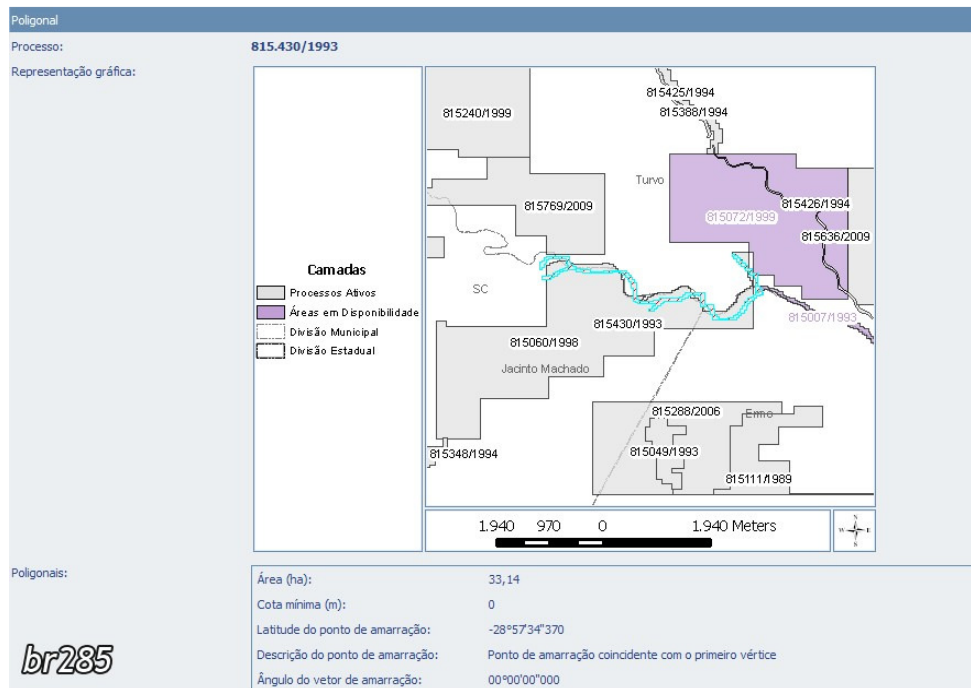 Poligonal
Processo: 815.430/1993
Representação gráfica:
Camadas
Processos Ativos
Áreas em Disponibilidade
Divisão Municipal
Divisão Estadual
815425/1994
815388/1994
815240/1999
Turvo
815769/2009
815426/1994
815072/1999
815636/2009
SC
815430/1993
815007/1993
815060/1998
Jacinto Machado
815288/2006
Ermo
815049/1993
815348/1994
815111/1989
1.940 970 0 1.940 Meters
N
W E
S
Poligonais:
Área (ha): 33,14
Cota mínima (m): 0
Latitude do ponto de amarração: -28°57'34"370
Descrição do ponto de amarração: Ponto de amarração coincidente com o primeiro vértice
Ângulo do vetor de amarração: 00°00'00"000
br285